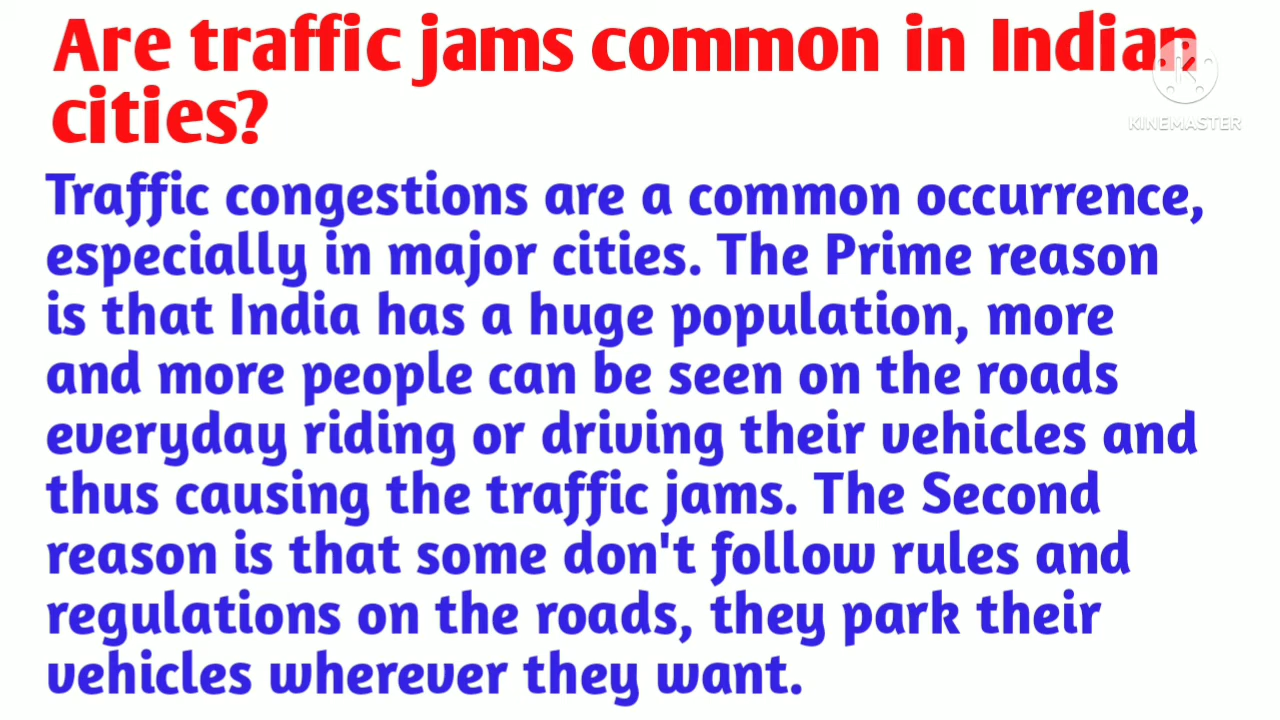 Are traffic jams common in Indian
cities?
KINEMASTER
Traffic congestions are a common occurrence,
especially in major cities. The Prime reason
is that India has a huge population, more
and more people can be seen on the roads
everyday riding or driving their vehicles and
thus causing the traffic jams. The Second
reason is that some don't follow rules and
regulations on the roads, they park their
vehicles wherever they want.